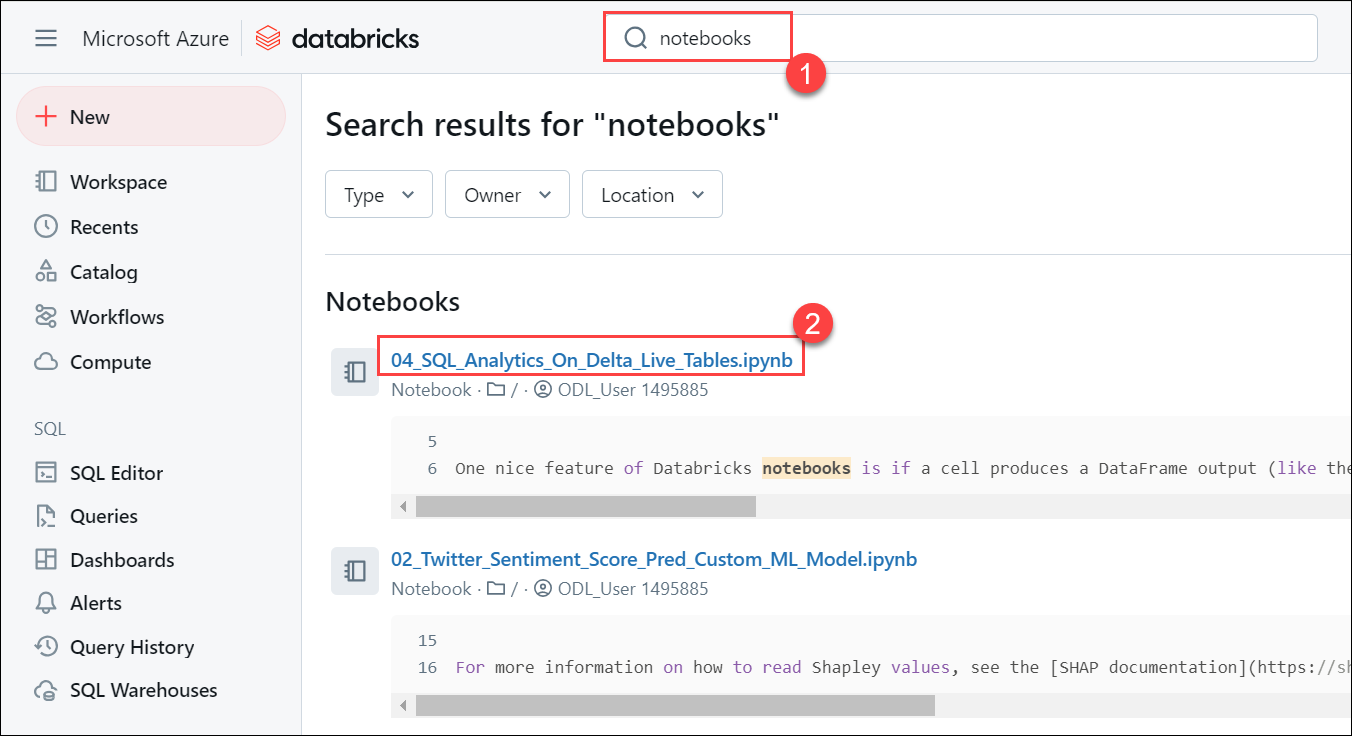 Microsoft Azure databricks notebooks
1
New
Workspace
Recents
Catalog
Workflows
Compute
SQL
SQL Editor
Queries
Dashboards
Alerts
Query History
SQL Warehouses
Search results for "notebooks"
Type Owner Location
Notebooks
2
04_SQL_Analytics_On_Delta_Live_Tables.ipynb
Notebook · / · ODL_User 1495885
5
6 One nice feature of Databricks notebooks is if a cell produces a DataFrame output (like the
02_Twitter_Sentiment_Score_Pred_Custom_ML_Model.ipynb
Notebook · / · ODL_User 1495885
15
16 For more information on how to read Shapley values, see the [SHAP documentation](https://sh